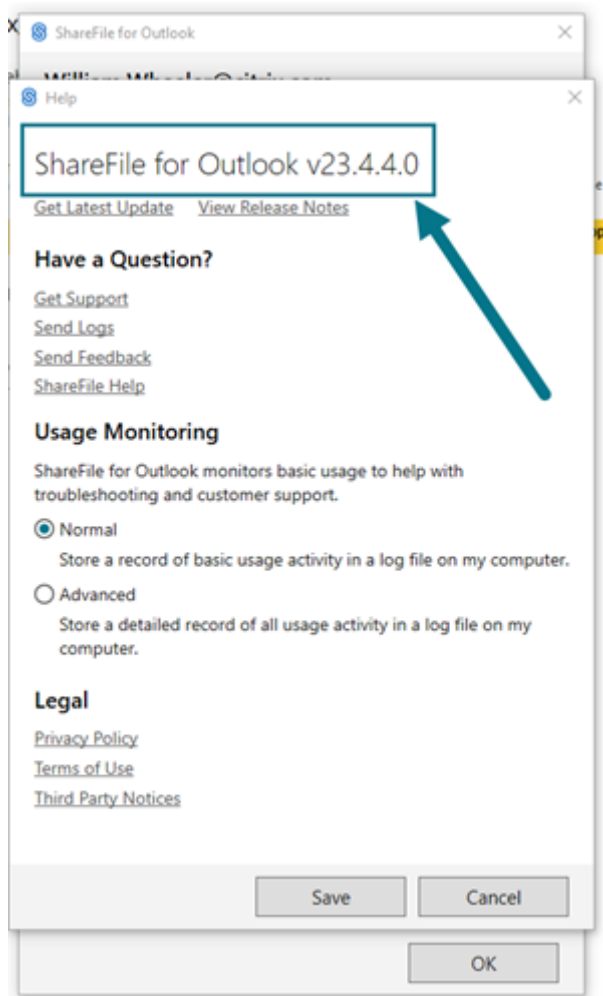 ShareFile for Outlook
Help
ShareFile for Outlook v23.4.4.0
Get Latest Update View Release Notes
Have a Question?
Get Support
Send Logs
Send Feedback
ShareFile Help
Usage Monitoring
ShareFile for Outlook monitors basic usage to help with
troubleshooting and customer support.
Normal
Store a record of basic usage activity in a log file on my computer.
Advanced
Store a detailed record of all usage activity in a log file on my
computer.
Legal
Privacy Policy
Terms of Use
Third Party Notices
Save Cancel
OK